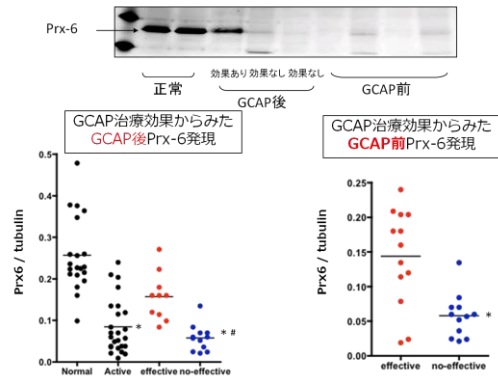 Prx-6
効果あり 効果なし 効果なし
正常
GCAP後
GCAP前
GCAP治療効果からみた
GCAP後Prx-6発現
Prx6 / tubulin
0.5
0.4
0.3
0.2
0.1
0.0
*
* #
Normal
Active
effective
no-effective
GCAP治療効果からみた
GCAP前Prx-6発現
Prx6 / tubulin
0.25
0.20
0.15
0.10
0.05
0.00
*
effective
no-effective